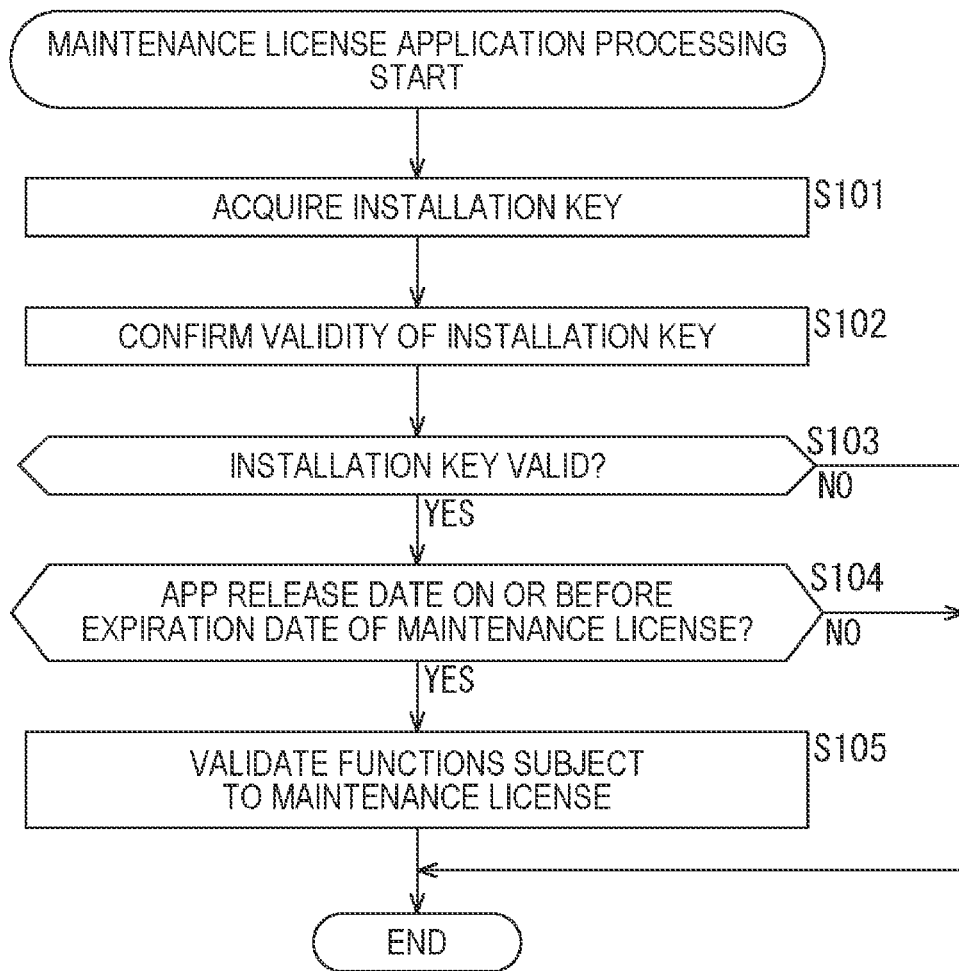 MAINTENANCE LICENSE APPLICATION PROCESSING
START
ACQUIRE INSTALLATION KEY
S101
CONFIRM VALIDITY OF INSTALLATION KEY
S102
INSTALLATION KEY VALID?
S103
NO
YES
APP RELEASE DATE ON OR BEFORE
EXPIRATION DATE OF MAINTENANCE LICENSE?
S104
NO
YES
VALIDATE FUNCTIONS SUBJECT
TO MAINTENANCE LICENSE
S105
END